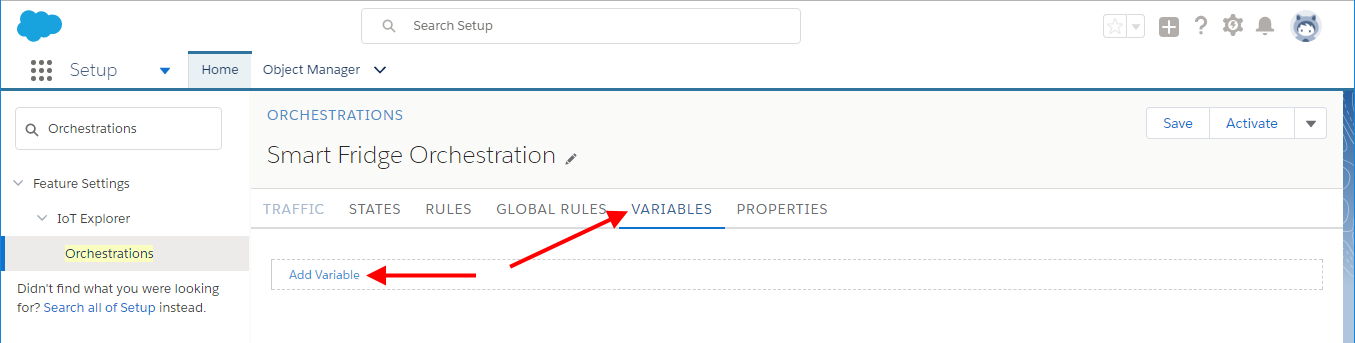 Search Setup
Setup
Home
Object Manager
Orchestrations
Feature Settings
IoT Explorer
Orchestrations
Didn't find what you were looking
for? Search all of Setup instead.
ORCHESTRATIONS
Smart Fridge Orchestration
Save
Activate
TRAFFIC
STATES
RULES
GLOBAL RULES
VARIABLES
PROPERTIES
Add Variable